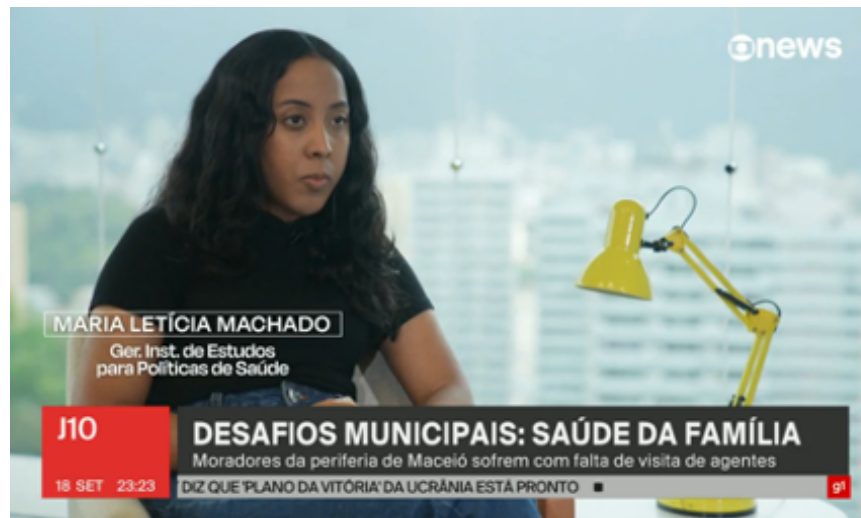 news
MARIA LETÍCIA MACHADO
Ger. Inst. de Estudos
para Políticas de Saúde
J10
DESAFIOS MUNICIPAIS: SAÚDE DA FAMÍLIA
Moradores da periferia de Maceió sofrem com falta de visita de agentes
18 SET 23:23
DIZ QUE 'PLANO DA VITÓRIA' DA UCRÂNIA ESTÁ PRONTO
g1